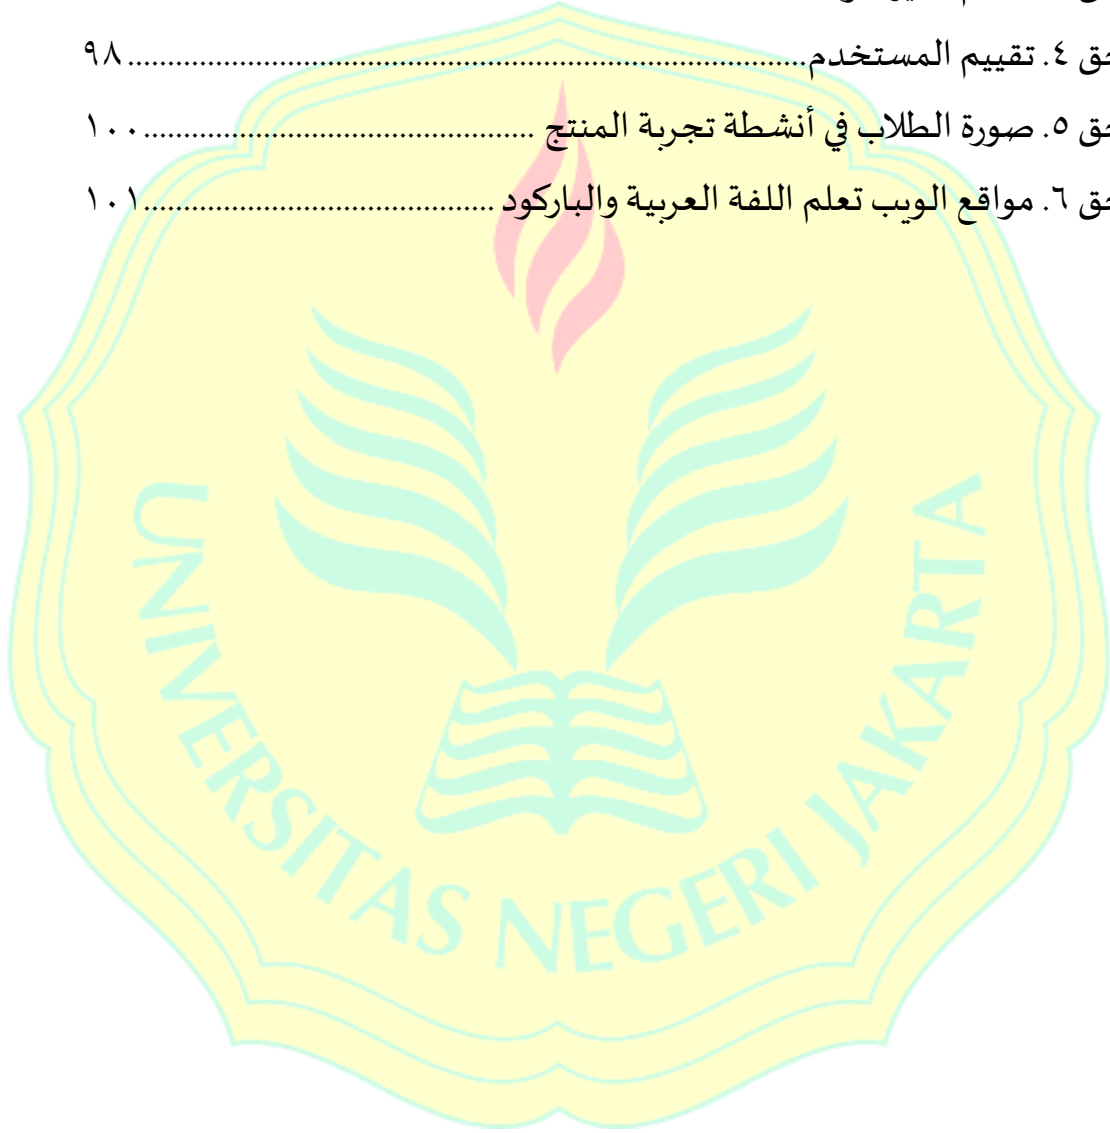 حق ٤. تقييم المستخدم ٩٨
حق ٥. صورة الطلاب في أنشطة تجربة المنتج ١٠٠
حق ٦. مواقع الويب تعلم اللفة العربية والباركود ١٠١
UNIVERSITAS NEGERI JAKARTA